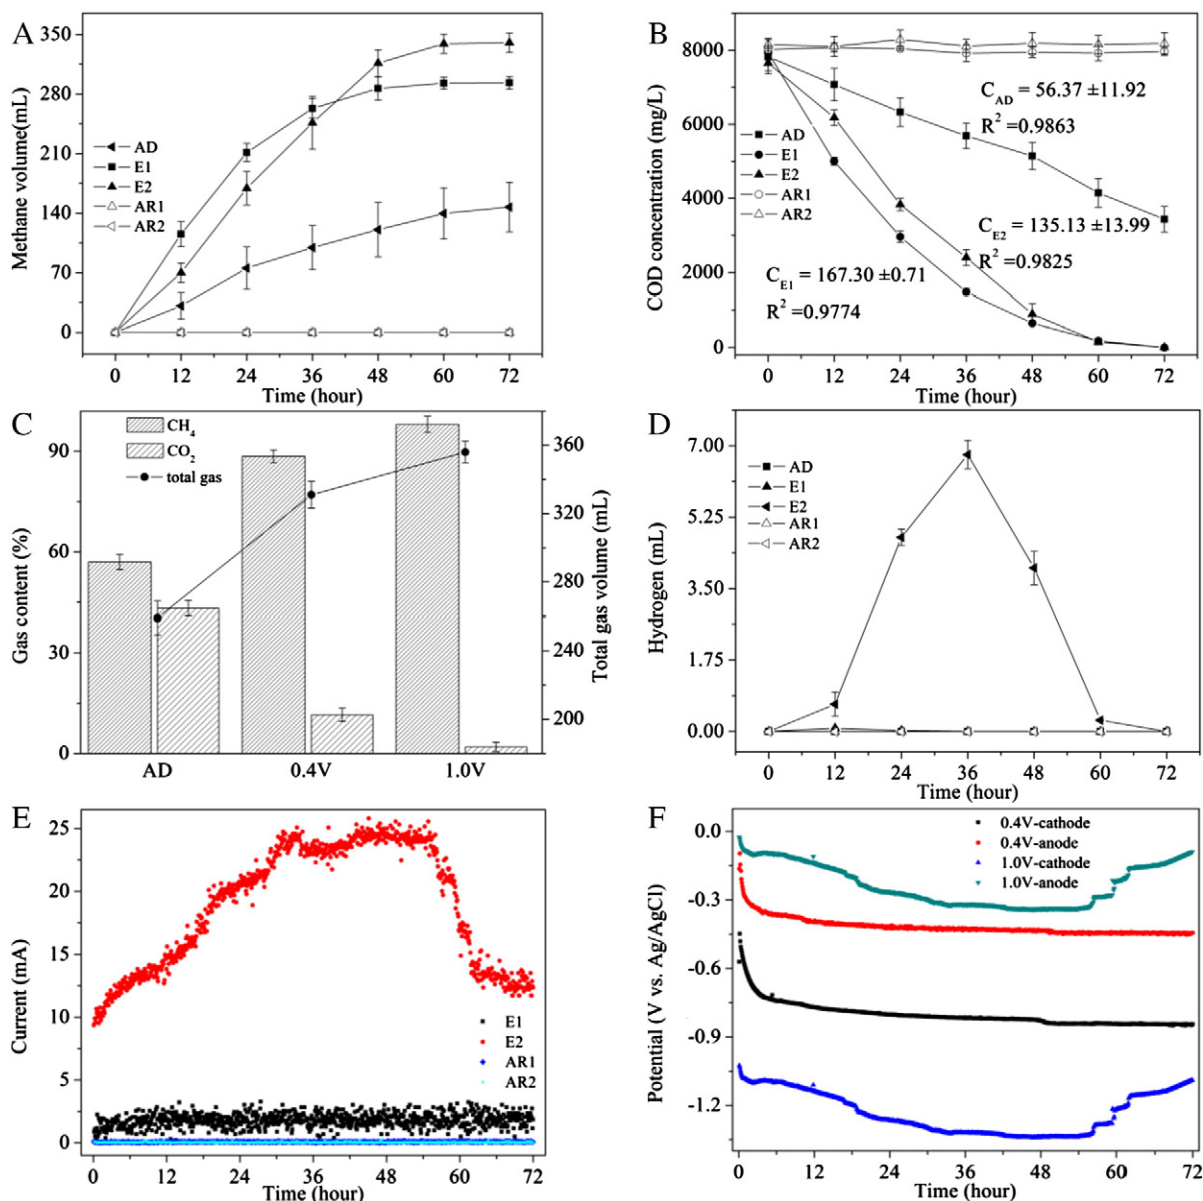 A
350
280
210
140
70
0
Methane volume(mL)
AD
E1
E2
AR1
AR2
0 12 24 36 48 60 72
Time (hour)
B
8000
6000
4000
2000
0
COD concentration (mg/L)
AD
E1
E2
AR1
AR2
C_AD = 56.37 ±11.92
R² =0.9863
C_E2 = 135.13 ±13.99
R² =0.9825
C_E1 = 167.30 ±0.71
R² =0.9774
0 12 24 36 48 60 72
Time (hour)
C
90
60
30
0
Gas content (%)
CH₄
CO₂
total gas
360
320
280
240
200
Total gas volume (mL)
AD 0.4V 1.0V
D
7.00
5.25
3.50
1.75
0.00
Hydrogen (mL)
AD
E1
E2
AR1
AR2
0 12 24 36 48 60 72
Time (hour)
E
25
20
15
10
5
0
Current (mA)
E1
E2
AR1
AR2
0 12 24 36 48 60 72
Time (hour)
F
0.0
-0.3
-0.6
-0.9
-1.2
Potential (V vs. Ag/AgCl)
0.4V-cathode
0.4V-anode
1.0V-cathode
1.0V-anode
0 12 24 36 48 60 72
Time (hour)